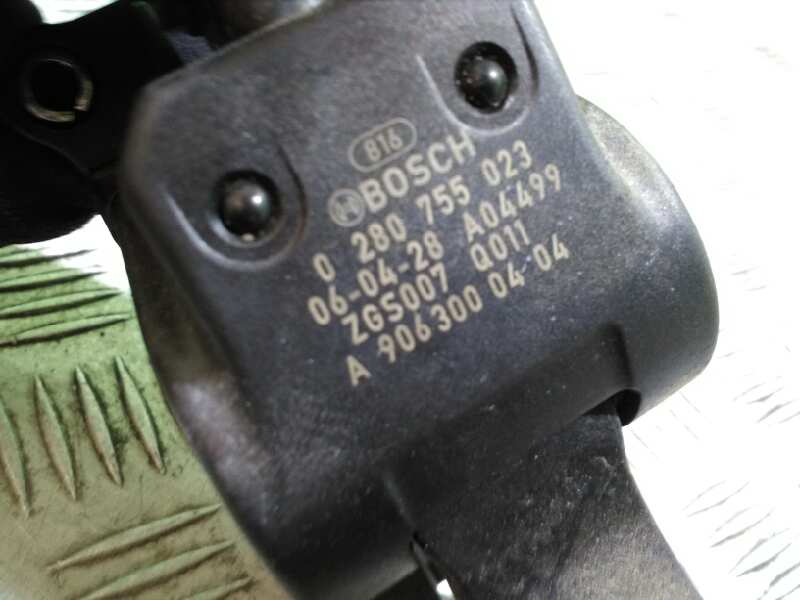 816
BOSCH
0 280 755 023
06-04-28 A04499
ZGS007 Q011
A 906 300 04 04